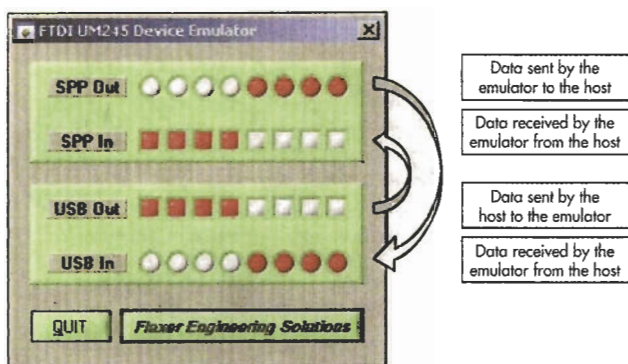 FTDI UM245 Device Emulator
SPP Out
SPP In
USB Out
USB In
QUIT
Flaxer Engineering Solutions
Data sent by the
emulator to the host
Data received by the
emulator from the host
Data sent by the
host to the emulator
Data received by the
emulator from the host